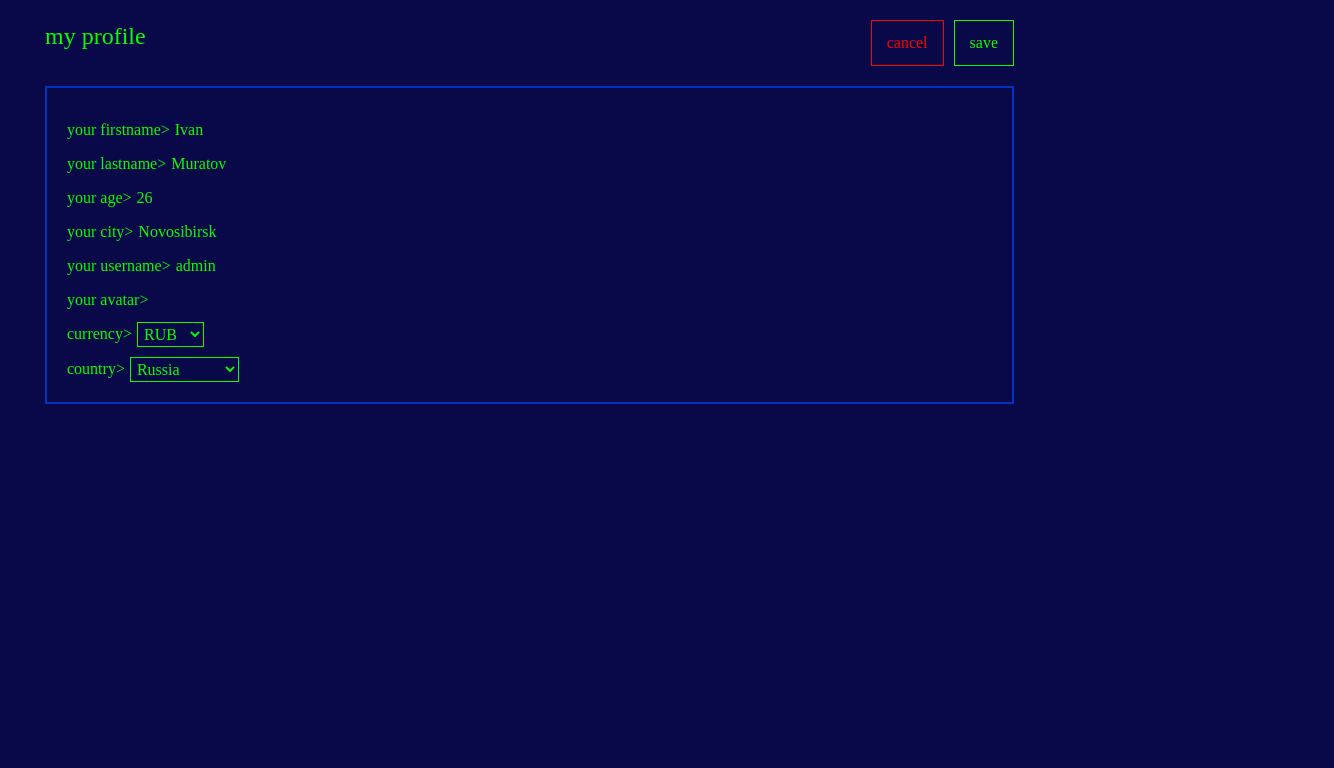 my profile
cancel save
your firstname> Ivan
your lastname> Muratov
your age> 26
your city> Novosibirsk
your username> admin
your avatar>
currency> RUB
country> Russia